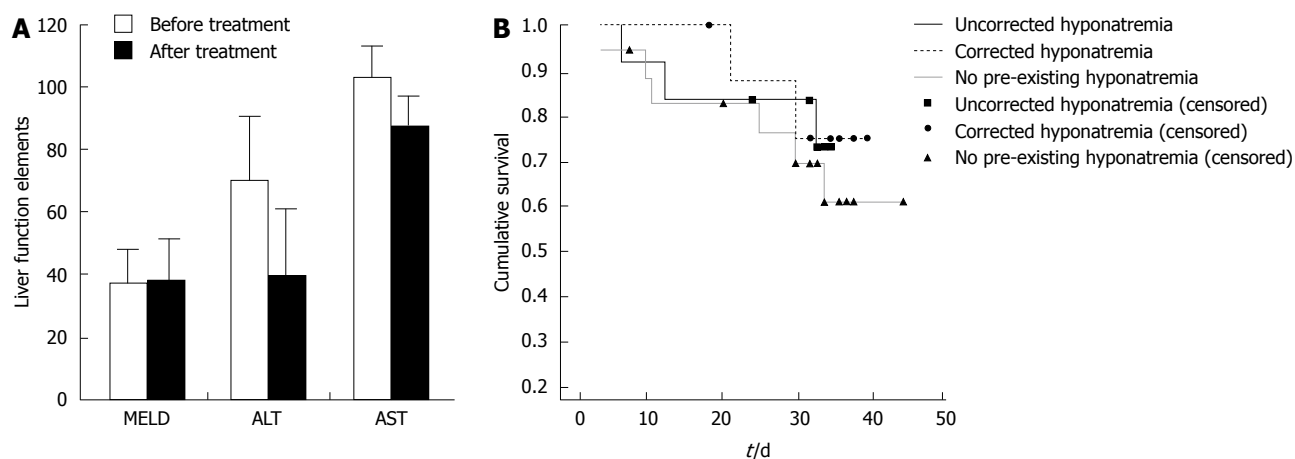 A
Before treatment
After treatment
Liver function elements
120
100
80
60
40
20
0
MELD
ALT
AST
B
Cumulative survival
1.0
0.9
0.8
0.7
0.6
0.5
0.4
0.3
0.2
0
10
20
30
40
50
t/d
Uncorrected hyponatremia
Corrected hyponatremia
No pre-existing hyponatremia
Uncorrected hyponatremia (censored)
Corrected hyponatremia (censored)
No pre-existing hyponatremia (censored)